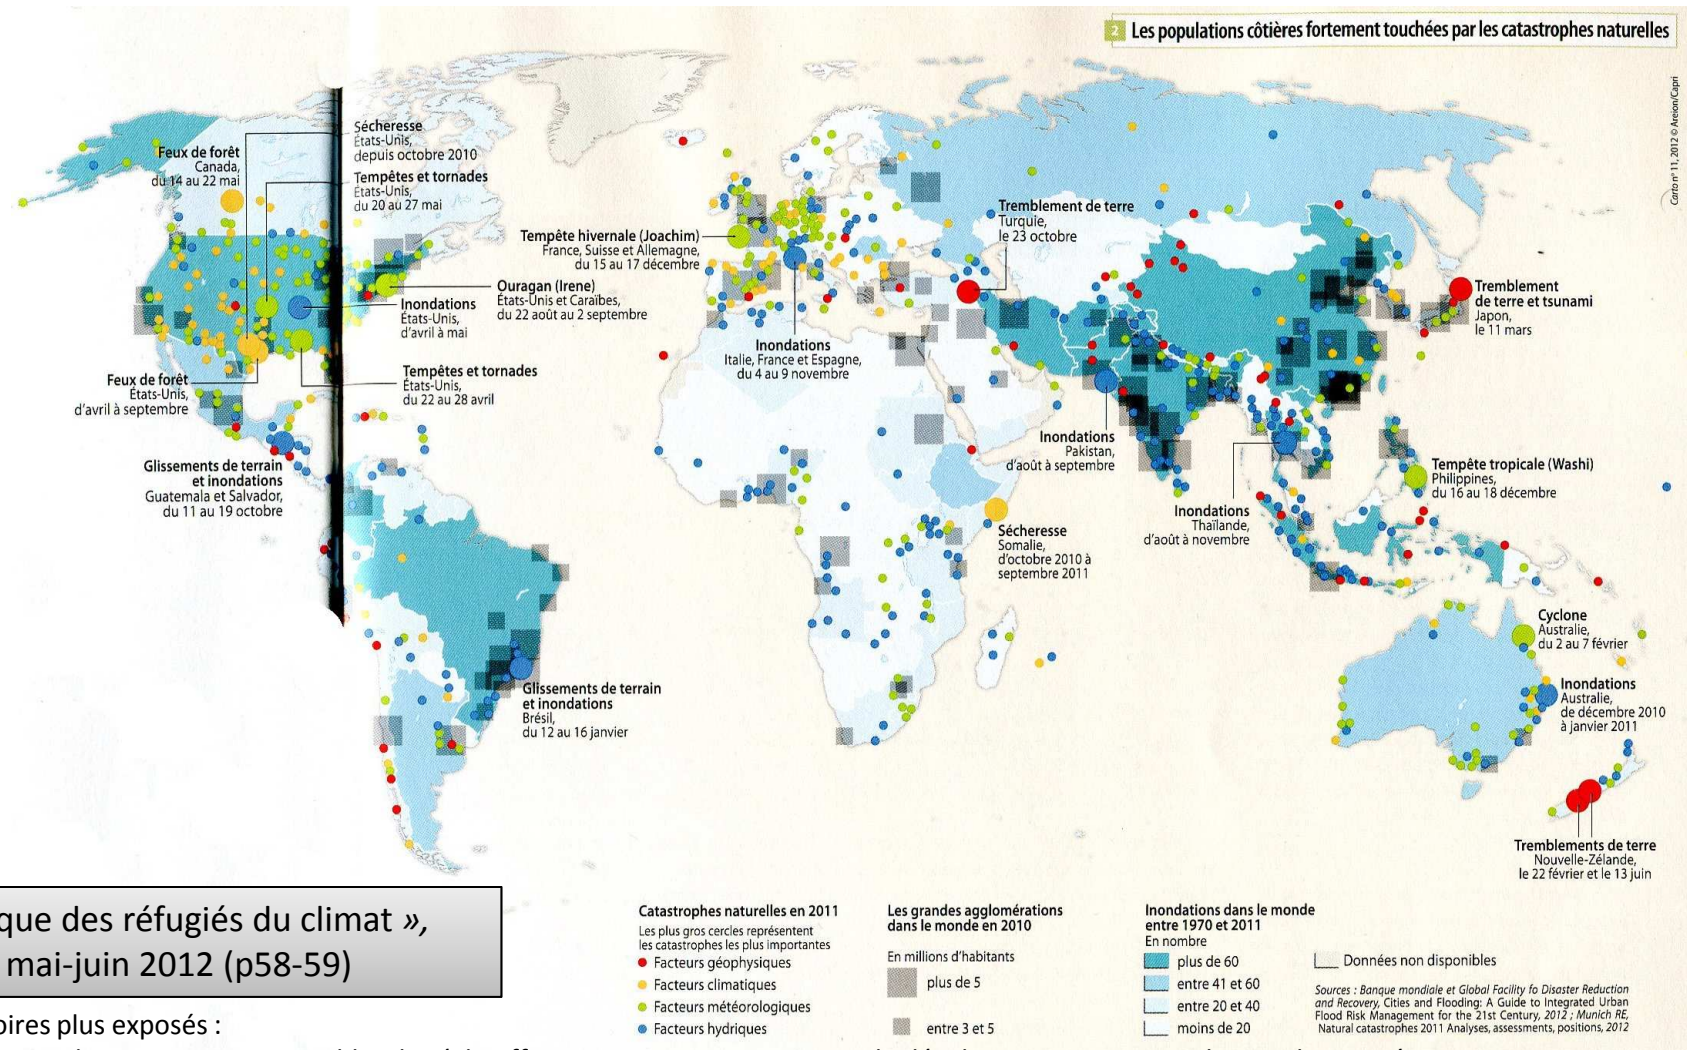 2 Les populations côtières fortement touchées par les catastrophes naturelles
Carto n° 11, 2012 © Areion/Capri
Sécheresse
États-Unis,
depuis octobre 2010
Feux de forêt
Canada,
du 14 au 22 mai
Tempêtes et tornades
États-Unis,
du 20 au 27 mai
Tempête hivernale (Joachim)
France, Suisse et Allemagne,
du 15 au 17 décembre
Tremblement de terre
Turquie,
le 23 octobre
Ouragan (Irene)
États-Unis et Caraïbes,
du 22 août au 2 septembre
Inondations
États-Unis,
d'avril à mai
Tremblement
de terre et tsunami
Japon,
le 11 mars
Inondations
Italie, France et Espagne,
du 4 au 9 novembre
Tempêtes et tornades
États-Unis,
du 22 au 28 avril
Feux de forêt
États-Unis,
d'avril à septembre
Inondations
Pakistan,
d'août à septembre
Glissements de terrain
et inondations
Guatemala et Salvador,
du 11 au 19 octobre
Tempête tropicale (Washi)
Philippines,
du 16 au 18 décembre
Inondations
Thaïlande,
d'août à novembre
Sécheresse
Somalie,
d'octobre 2010 à
septembre 2011
Cyclone
Australie,
du 2 au 7 février
Glissements de terrain
et inondations
Brésil,
du 12 au 16 janvier
Inondations
Australie,
de décembre 2010
à janvier 2011
Tremblements de terre
Nouvelle-Zélande,
le 22 février et le 13 juin
que des réfugiés du climat »,
mai-juin 2012 (p58-59)
oires plus exposés :
Catastrophes naturelles en 2011
Les plus gros cercles représentent
les catastrophes les plus importantes
Facteurs géophysiques
Facteurs climatiques
Facteurs météorologiques
Facteurs hydriques
Les grandes agglomérations
dans le monde en 2010
En millions d'habitants
plus de 5
entre 3 et 5
Inondations dans le monde
entre 1970 et 2011
En nombre
plus de 60
entre 41 et 60
entre 20 et 40
moins de 20
Données non disponibles
Sources : Banque mondiale et Global Facility fo Disaster Reduction
and Recovery, Cities and Flooding: A Guide to Integrated Urban
Flood Risk Management for the 21st Century, 2012 ; Munich RE,
Natural catastrophes 2011 Analyses, assessments, positions, 2012